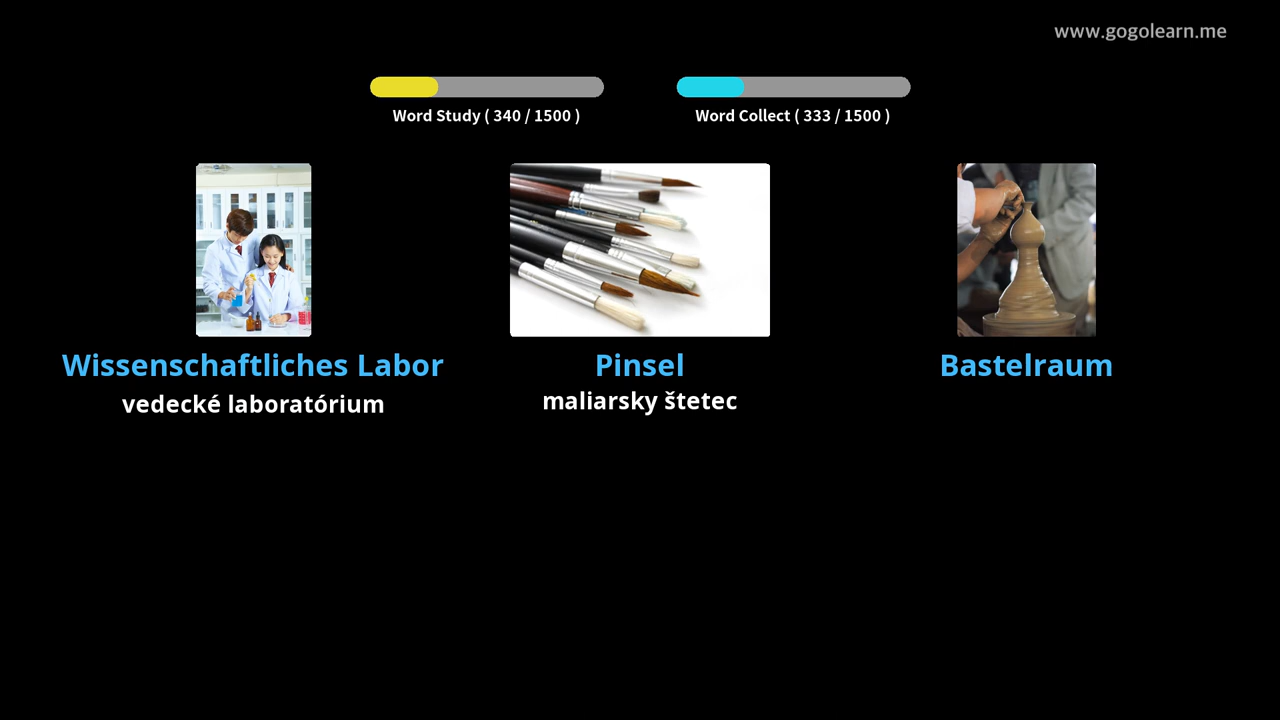 www.gogolearn.me
Word Study ( 340 / 1500 )
Word Collect ( 333 / 1500 )
Wissenschaftliches Labor
vedecké laboratórium
Pinsel
maliarsky štetec
Bastelraum